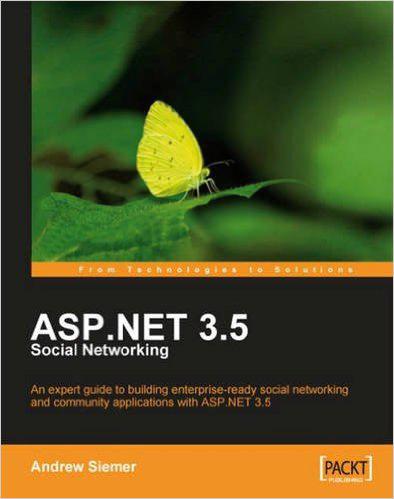 From Technologies to Solutions
ASP.NET 3.5
Social Networking
An expert guide to building enterprise-ready social networking
and community applications with ASP.NET 3.5
Andrew Siemer
[PACKT]
PUBLISHING